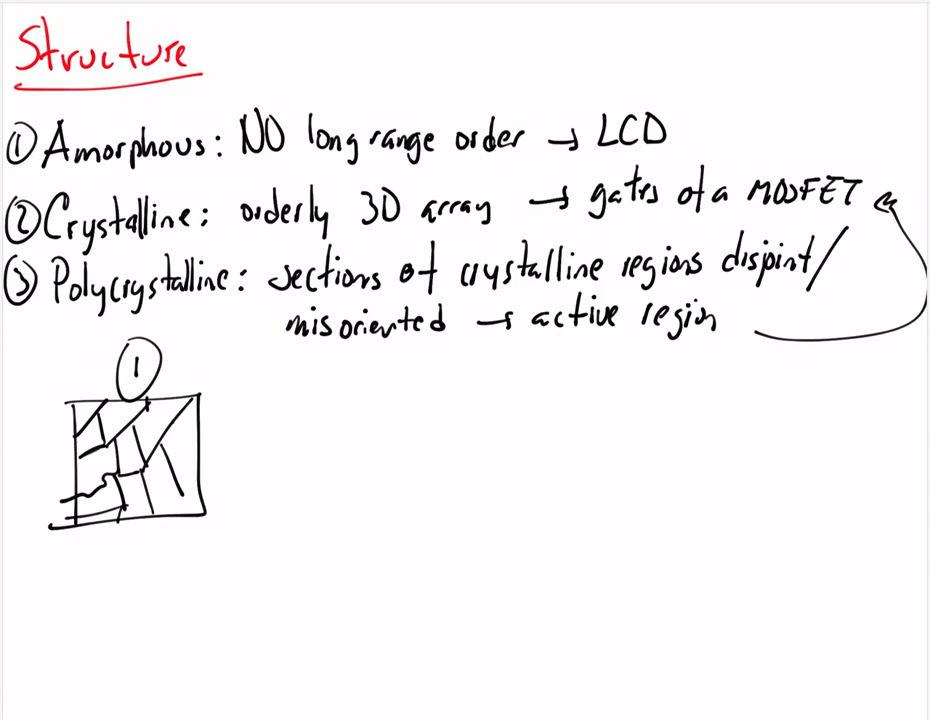 Structure
① Amorphous: NO long range order → LCD
② Crystalline: orderly 3D array → gates of a MOSFET
③ Polycrystalline: sections of crystalline regions disjoint/
misoriented → active region
①